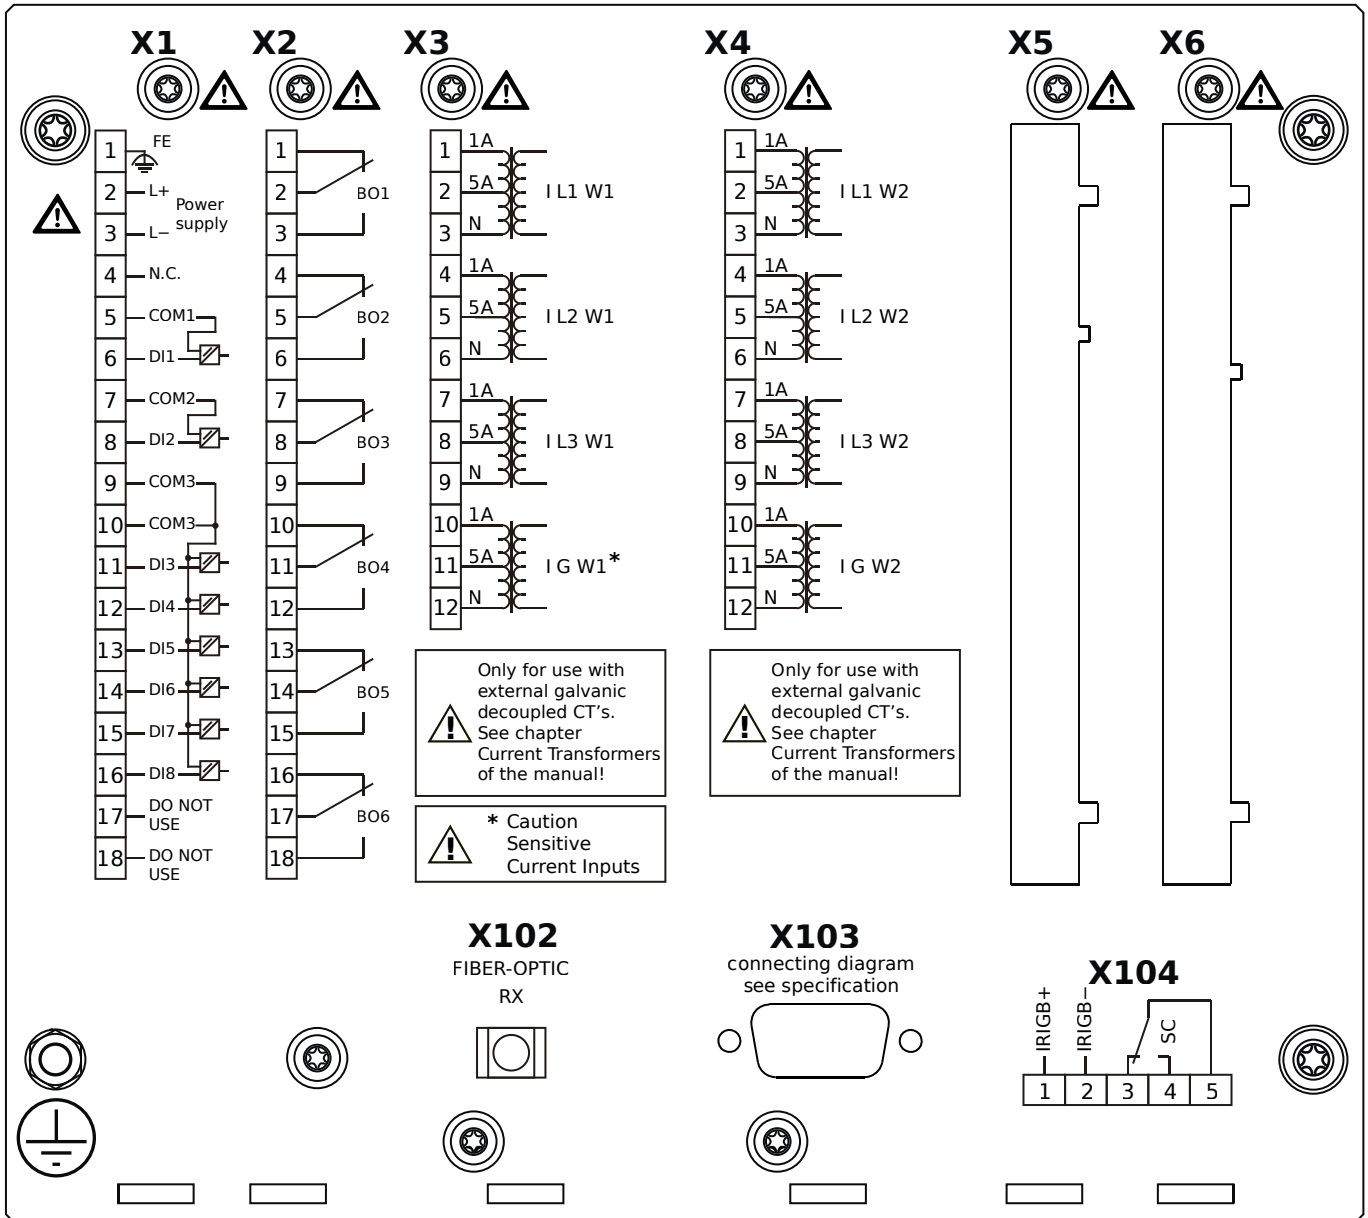 X1 X2 X3 X4 X5 X6
1 FE
2 L+
Power
supply
3 L−
4 N.C.
5 COM1
6 DI1
7 COM2
8 DI2
9 COM3
10 COM3
11 DI3
12 DI4
13 DI5
14 DI6
15 DI7
16 DI8
17 DO NOT
USE
18 DO NOT
USE
1
2 BO1
3
4
5 BO2
6
7
8 BO3
9
10
11 BO4
12
13
14 BO5
15
16
17 BO6
18
1 1A
2 5A I L1 W1
3 N
4 1A
5 5A I L2 W1
6 N
7 1A
8 5A I L3 W1
9 N
10 1A
11 5A I G W1*
12 N
Only for use with
external galvanic
decoupled CT's.
See chapter
Current Transformers
of the manual!
* Caution
Sensitive
Current Inputs
1 1A
2 5A I L1 W2
3 N
4 1A
5 5A I L2 W2
6 N
7 1A
8 5A I L3 W2
9 N
10 1A
11 5A I G W2
12 N
Only for use with
external galvanic
decoupled CT's.
See chapter
Current Transformers
of the manual!
X102
FIBER-OPTIC
RX
X103
connecting diagram
see specification
X104
IRIGB+
IRIGB−
SC
1 2 3 4 5